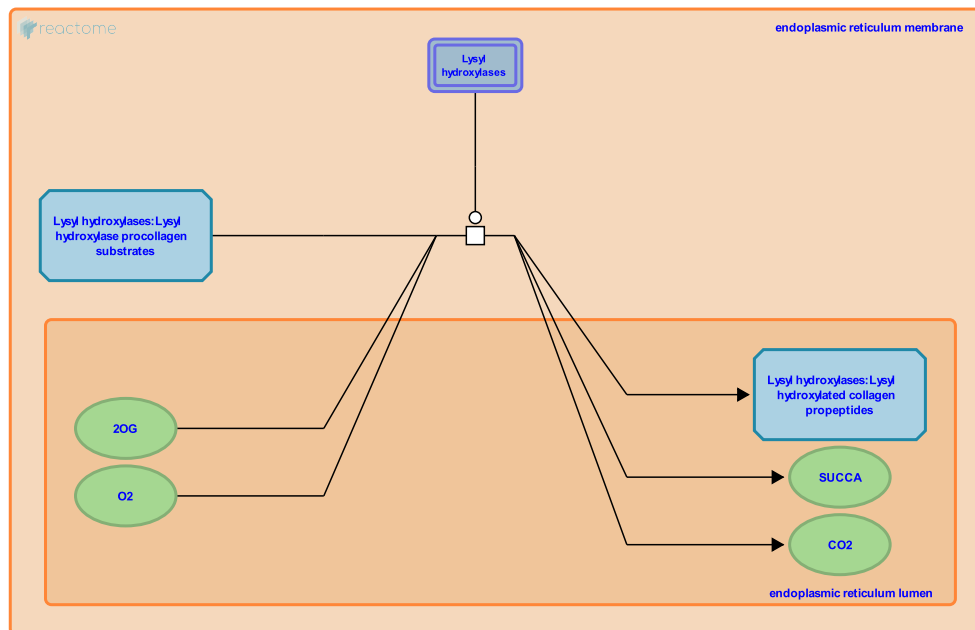 reactome
endoplasmic reticulum membrane
Lysyl
hydroxylases
Lysyl hydroxylases:Lysyl
hydroxylase procollagen
substrates
Lysyl hydroxylases:Lysyl
hydroxylated collagen
propeptides
2OG
SUCCA
O2
CO2
endoplasmic reticulum lumen